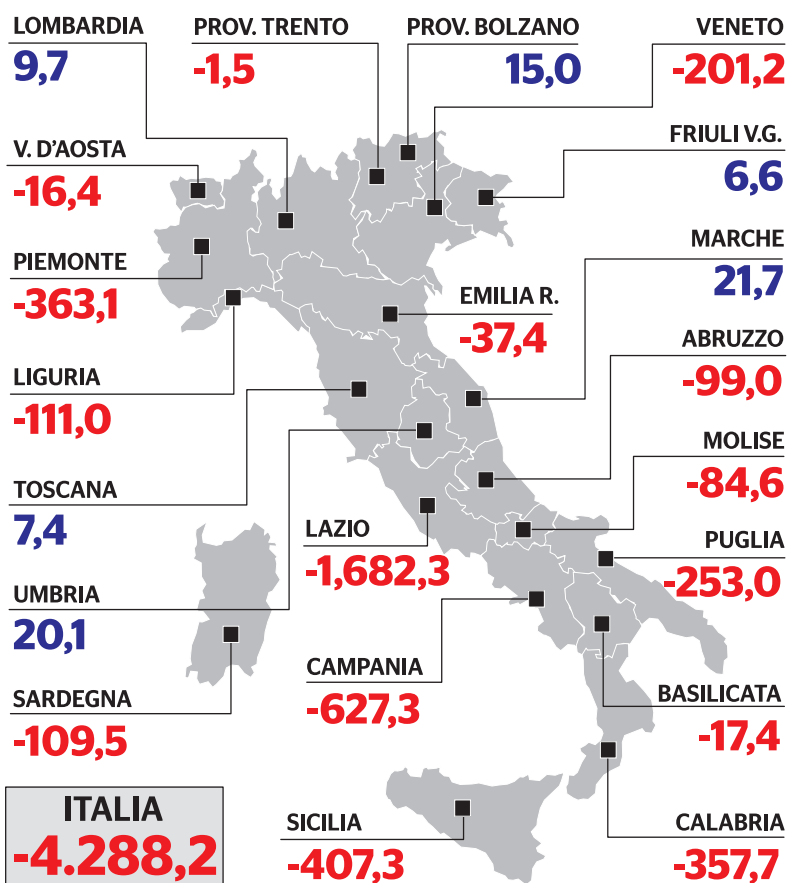 LOMBARDIA
9,7
PROV. TRENTO
-1,5
PROV. BOLZANO
15,0
VENETO
-201,2
V. D'AOSTA
-16,4
FRIULI V.G.
6,6
PIEMONTE
-363,1
MARCHE
21,7
EMILIA R.
-37,4
LIGURIA
-111,0
ABRUZZO
-99,0
MOLISE
-84,6
TOSCANA
7,4
LAZIO
-1,682,3
PUGLIA
-253,0
UMBRIA
20,1
CAMPANIA
-627,3
SARDEGNA
-109,5
BASILICATA
-17,4
ITALIA
-4.288,2
SICILIA
-407,3
CALABRIA
-357,7